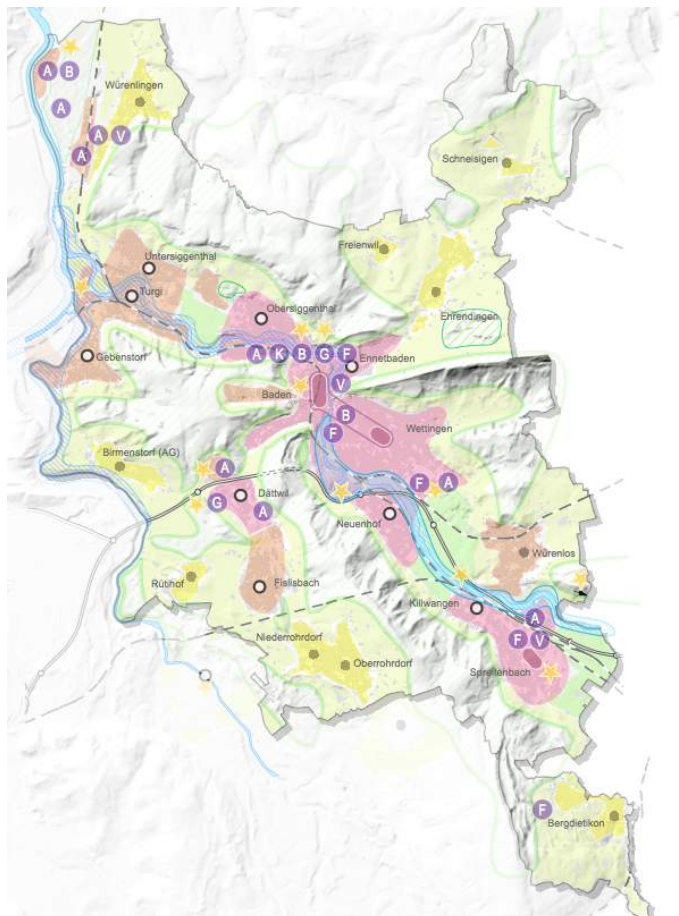 A B
Würenlingen
A
A V
A
Schneisigen
Freienwil
Untersiggenthal
Turgi
Obersiggenthal
Ehrendingen
Gebenstorf
A K B G F
Ennetbaden
V
Baden
B
F
Wettingen
Birmenstorf (AG)
A
F A
Dättwil
G
A
Neuenhof
Würenlos
Rütihof
Fislisbach
Killwangen
A
Niederrohrdorf
F V
Oberrohrdorf
Spreitenbach
F
Bergdietikon